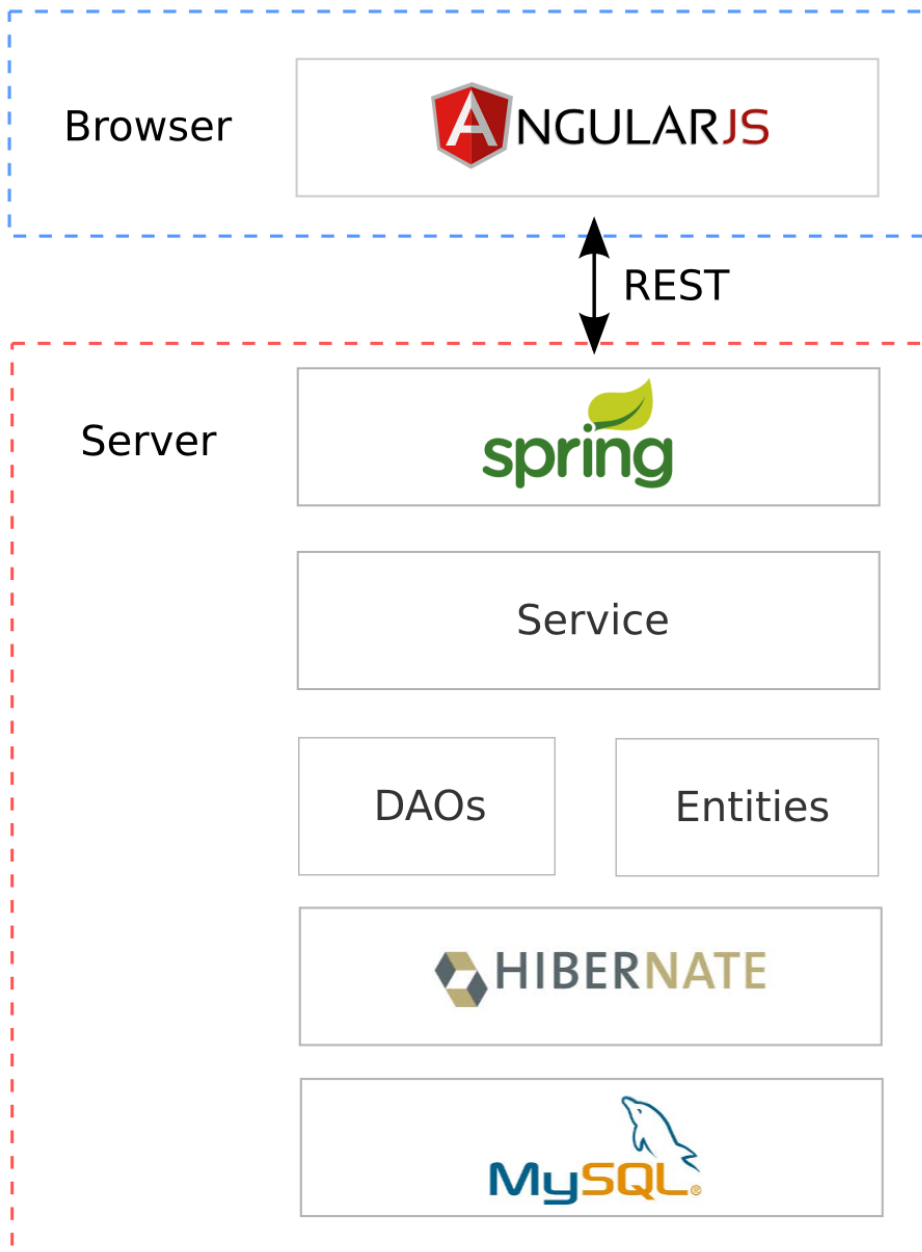 Browser
ANGULARJS
REST
Server
spring
Service
DAOs
Entities
HIBERNATE
MySQL®